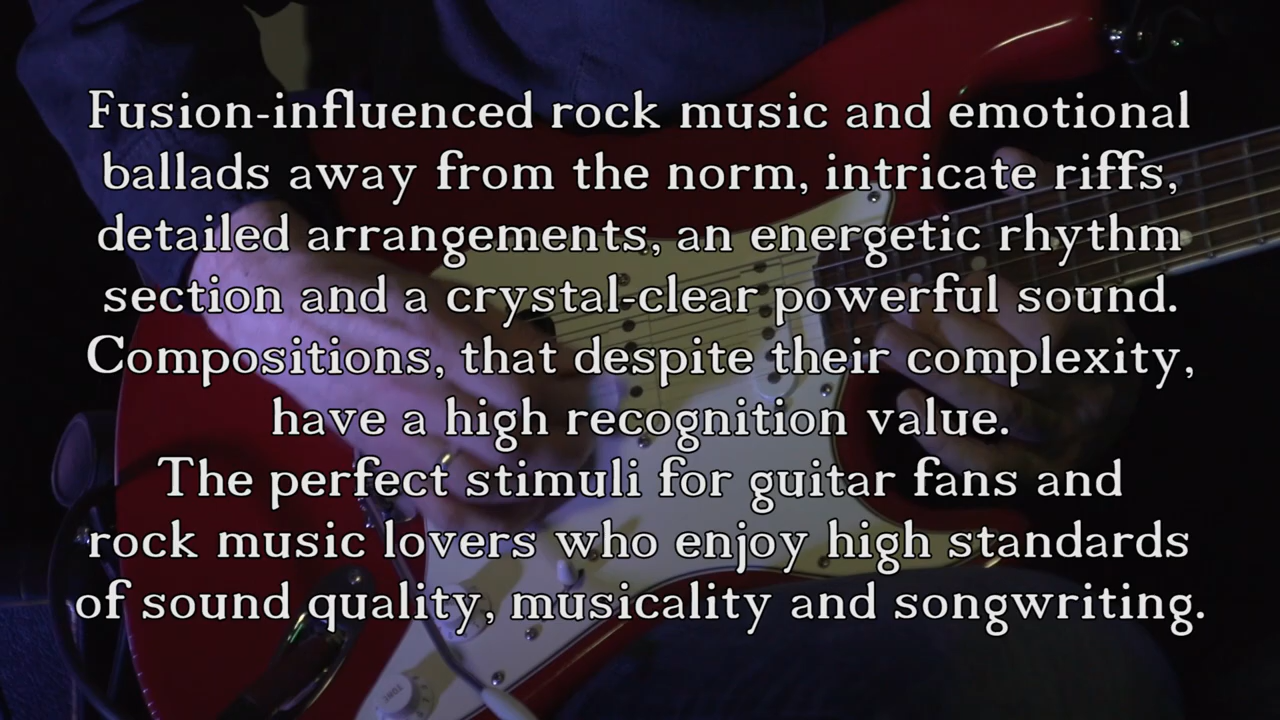 Fusion-influenced rock music and emotional
ballads away from the norm, intricate riffs,
detailed arrangements, an energetic rhythm
section and a crystal-clear powerful sound.
Compositions, that despite their complexity,
have a high recognition value.
The perfect stimuli for guitar fans and
rock music lovers who enjoy high standards
of sound quality, musicality and songwriting.
TONE